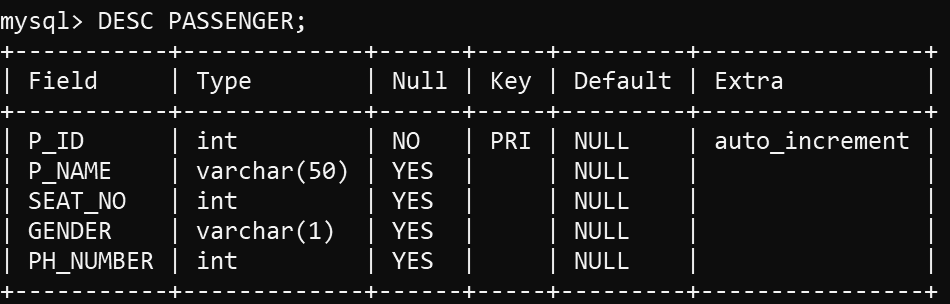 mysql> DESC PASSENGER;
+-----------+-------------+------+-----+---------+----------------+
| Field     | Type        | Null | Key | Default | Extra          |
+-----------+-------------+------+-----+---------+----------------+
| P_ID      | int         | NO   | PRI | NULL    | auto_increment |
| P_NAME    | varchar(50) | YES  |     | NULL    |                |
| SEAT_NO   | int         | YES  |     | NULL    |                |
| GENDER    | varchar(1)  | YES  |     | NULL    |                |
| PH_NUMBER | int         | YES  |     | NULL    |                |
+-----------+-------------+------+-----+---------+----------------+